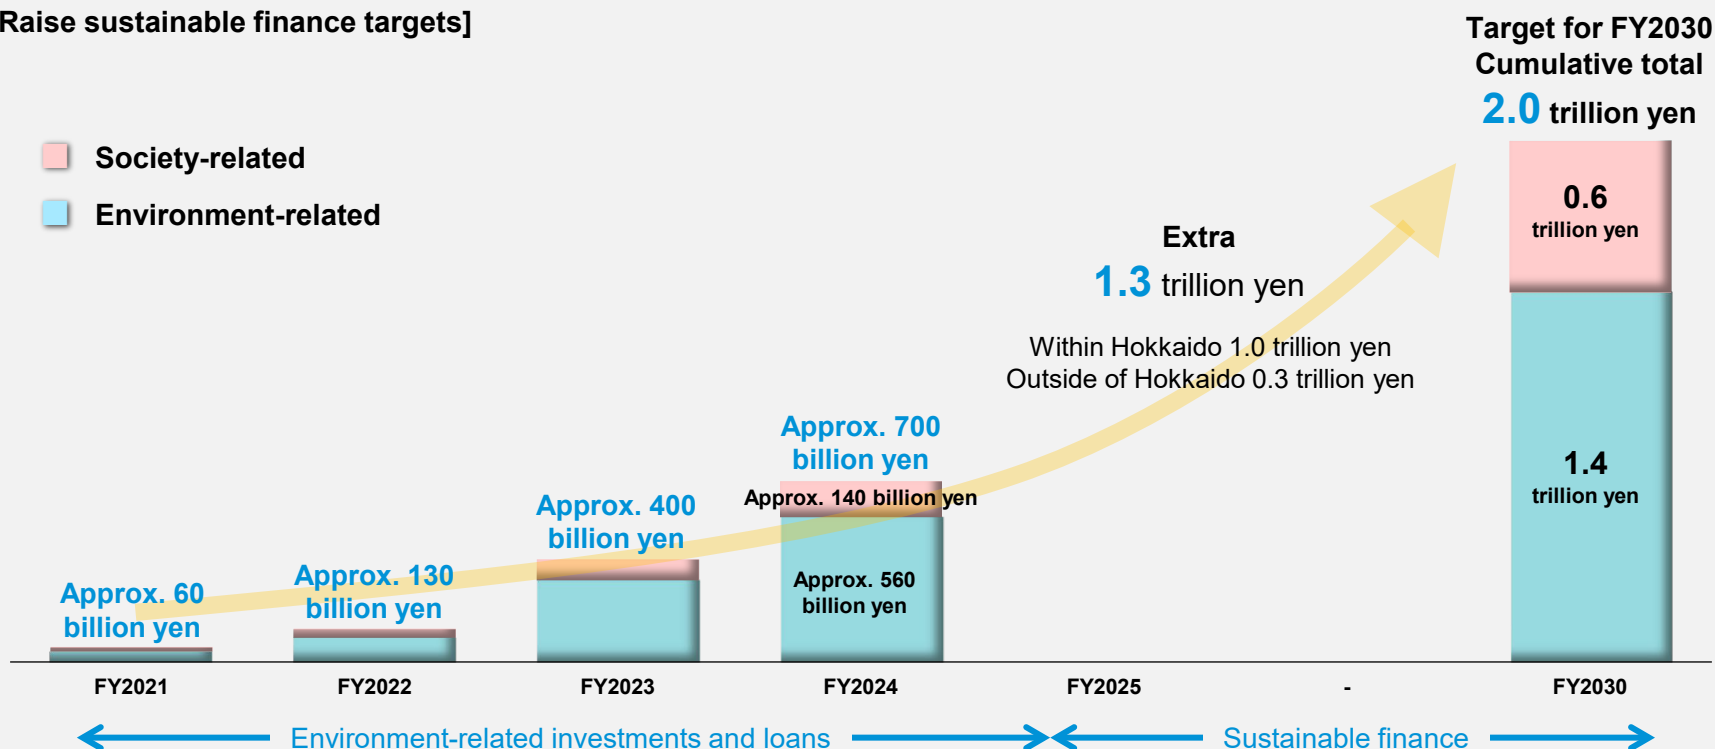 Raise sustainable finance targets]
Target for FY2030
Cumulative total
2.0 trillion yen
Society-related
Environment-related
0.6
trillion yen
Extra
1.3 trillion yen
Within Hokkaido 1.0 trillion yen
Outside of Hokkaido 0.3 trillion yen
1.4
trillion yen
Approx. 700
billion yen
Approx. 140 billion yen
Approx. 560
billion yen
Approx. 400
billion yen
Approx. 130
billion yen
Approx. 60
billion yen
FY2021 FY2022 FY2023 FY2024 FY2025 - FY2030
Environment-related investments and loans Sustainable finance